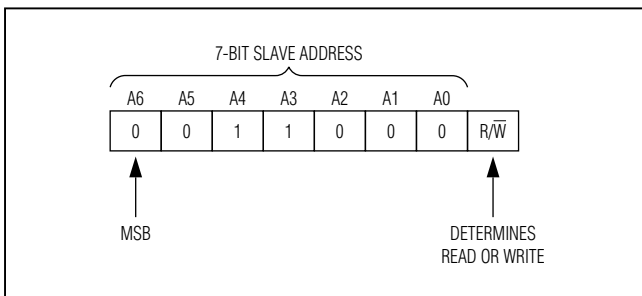 7-BIT SLAVE ADDRESS
A6 A5 A4 A3 A2 A1 A0
0 0 1 1 0 0 0 R/W̅
MSB
DETERMINES
READ OR WRITE